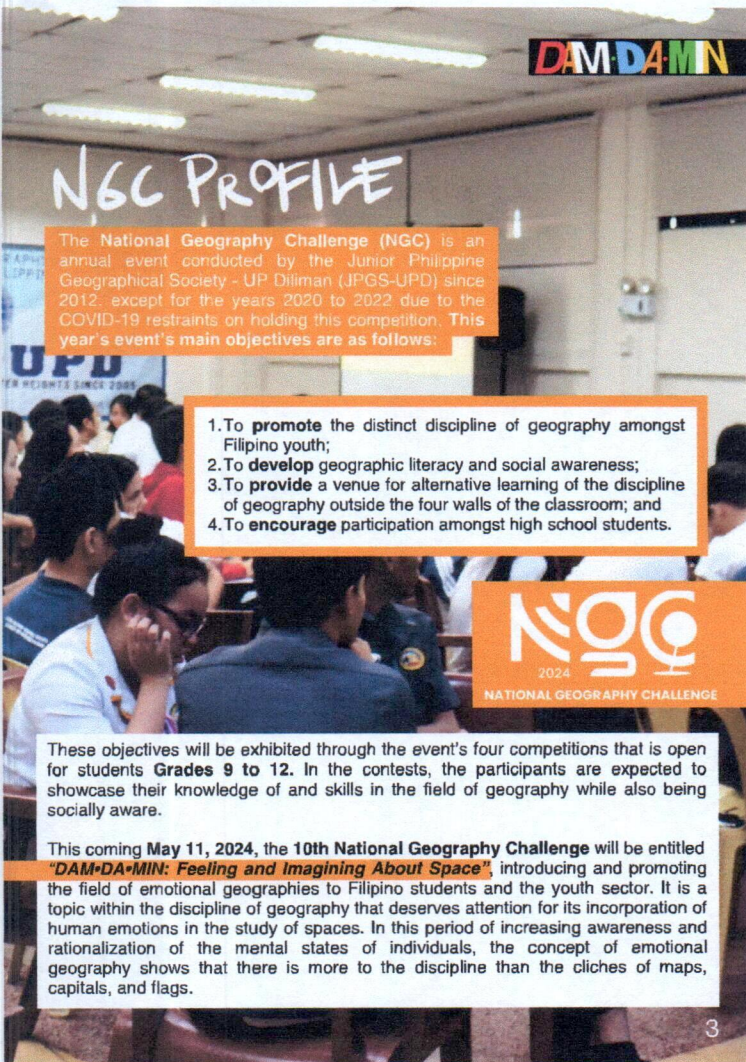 DAM•DA•MIN
NGC PROFILE
The National Geography Challenge (NGC) is an
annual event conducted by the Junior Philippine
Geographical Society - UP Diliman (JPGS-UPD) since
2012, except for the years 2020 to 2022 due to the
COVID-19 restraints on holding this competition. This
year's event's main objectives are as follows:
UPD
HEIGHTS SINCE 2005
1.To promote the distinct discipline of geography amongst
Filipino youth;
2.To develop geographic literacy and social awareness;
3.To provide a venue for alternative learning of the discipline
of geography outside the four walls of the classroom; and
4.To encourage participation amongst high school students.
NGC
2024
NATIONAL GEOGRAPHY CHALLENGE
These objectives will be exhibited through the event's four competitions that is open
for students Grades 9 to 12. In the contests, the participants are expected to
showcase their knowledge of and skills in the field of geography while also being
socially aware.
This coming May 11, 2024, the 10th National Geography Challenge will be entitled
"DAM•DA•MIN: Feeling and Imagining About Space", introducing and promoting
the field of emotional geographies to Filipino students and the youth sector. It is a
topic within the discipline of geography that deserves attention for its incorporation of
human emotions in the study of spaces. In this period of increasing awareness and
rationalization of the mental states of individuals, the concept of emotional
geography shows that there is more to the discipline than the cliches of maps,
capitals, and flags.
3